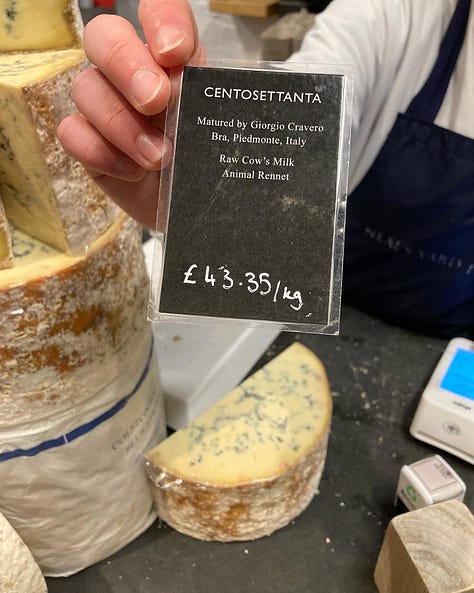 CENTOSETTANTA
Matured by Giorgio Cravero
Bra, Piedmonte, Italy
Raw Cow's Milk
Animal Rennet
£43.35/kg